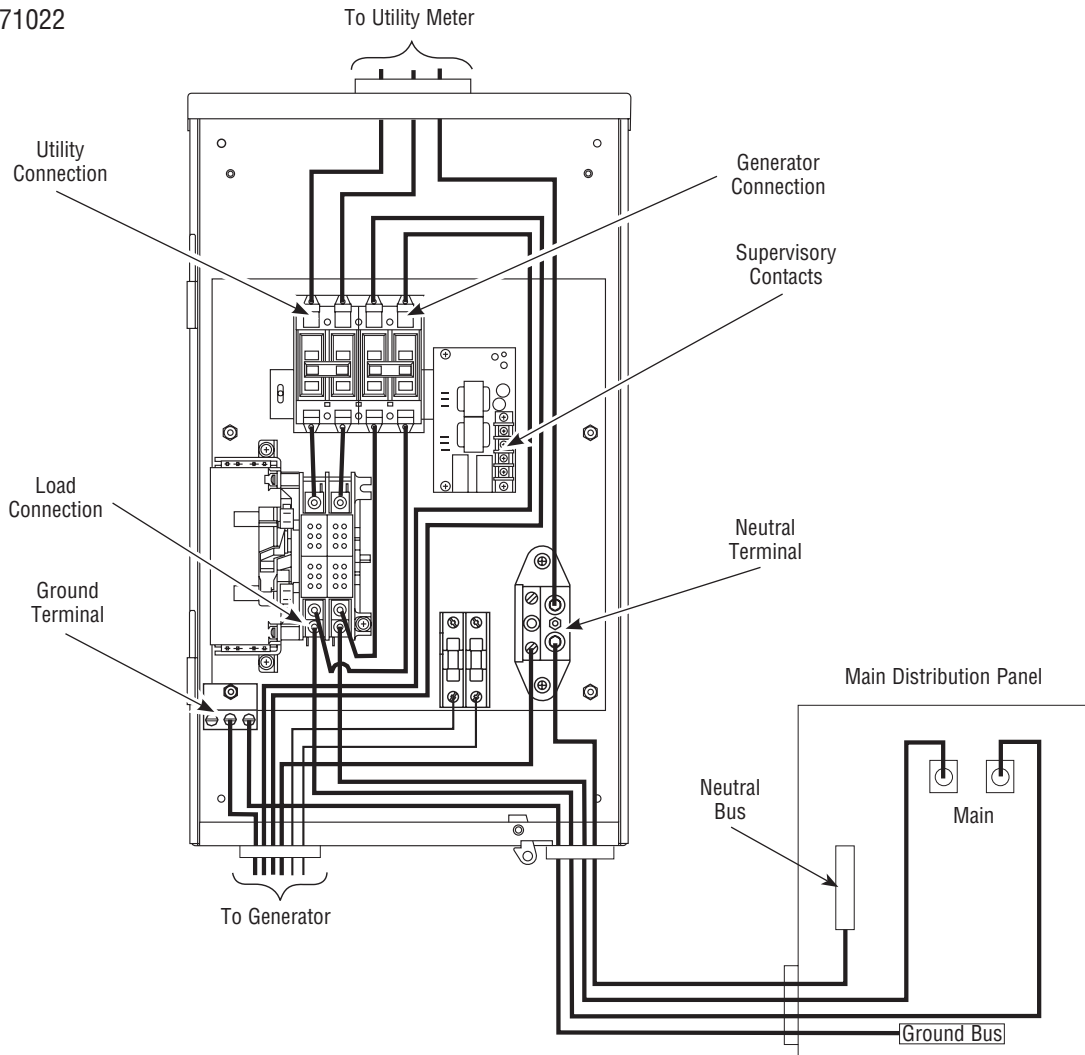 71022
To Utility Meter
Utility
Connection
Generator
Connection
Supervisory
Contacts
Load
Connection
Ground
Terminal
Neutral
Terminal
Main Distribution Panel
Neutral
Bus
Main
To Generator
Ground Bus